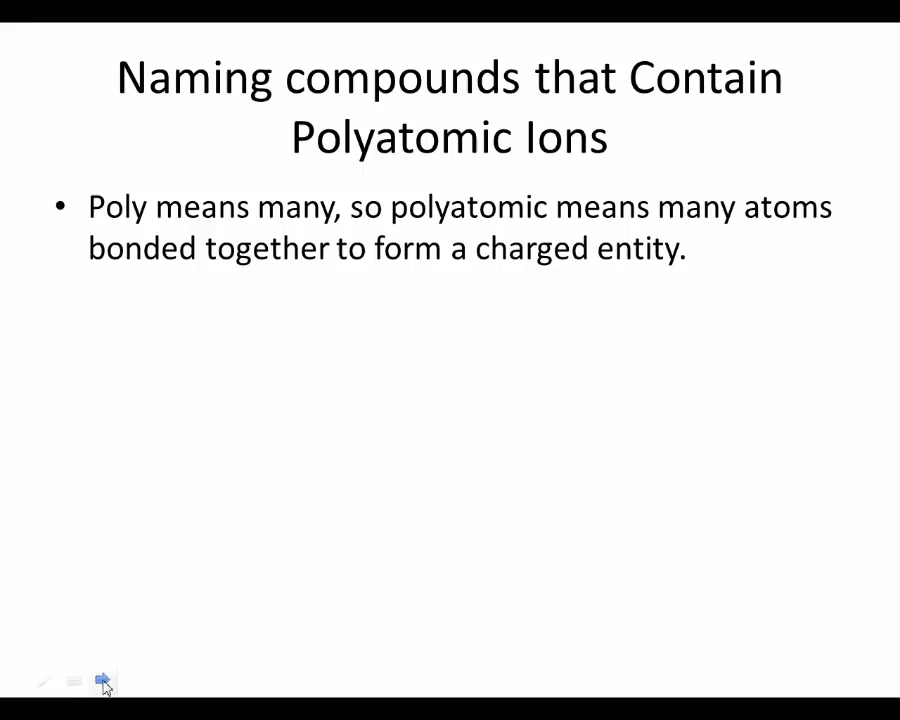 Naming compounds that Contain
Polyatomic Ions
• Poly means many, so polyatomic means many atoms
bonded together to form a charged entity.